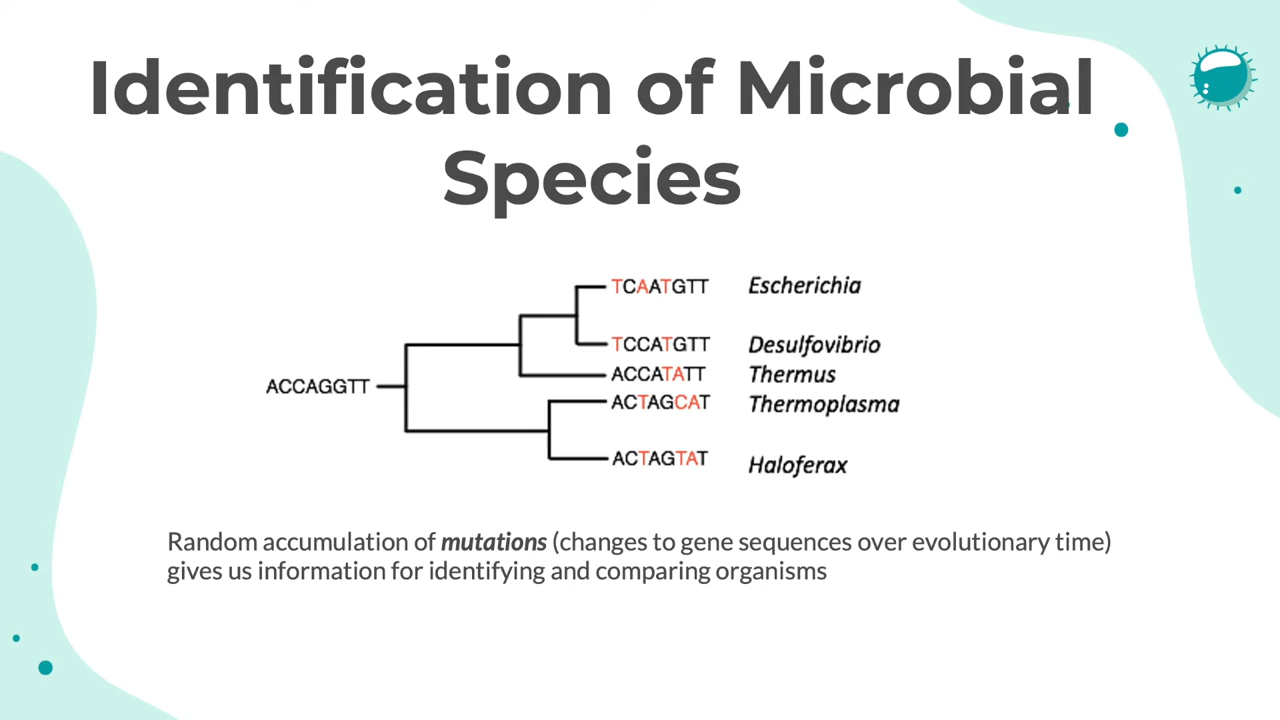 Identification of Microbial
Species
TCAATGTT Escherichia
TCCATGTT Desulfovibrio
ACCATATT Thermus
ACCAGGTT
ACTAGCAT Thermoplasma
ACTAGTAT Haloferax
Random accumulation of mutations (changes to gene sequences over evolutionary time)
gives us information for identifying and comparing organisms